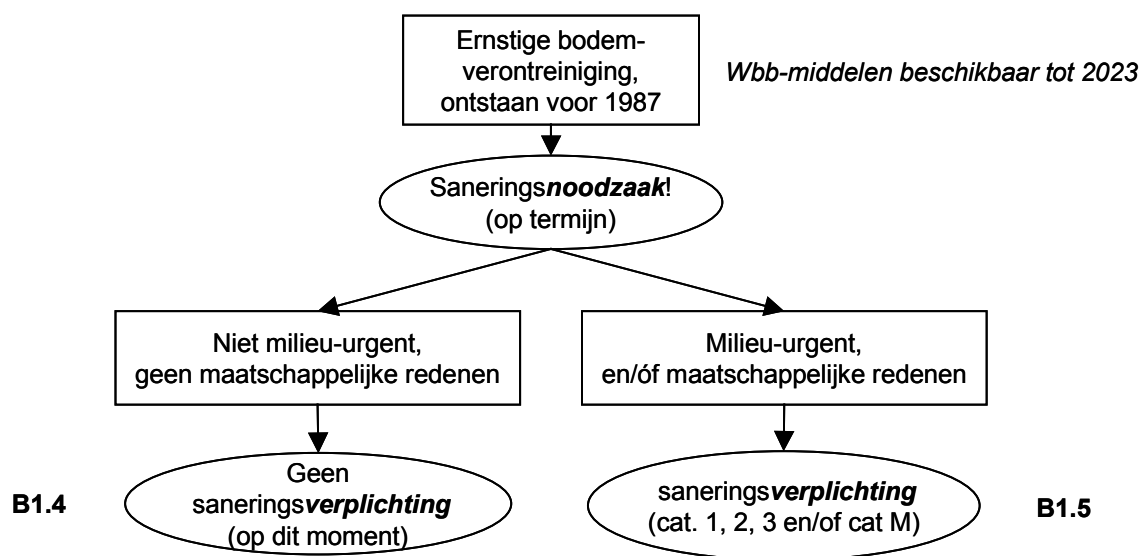 Ernstige bodem-
verontreiniging,
ontstaan voor 1987
Wbb-middelen beschikbaar tot 2023
Saneringsnoodzaak!
(op termijn)
Niet milieu-urgent,
geen maatschappelijke redenen
Milieu-urgent,
en/óf maatschappelijke redenen
B1.4
Geen
saneringsverplichting
(op dit moment)
saneringsverplichting
(cat. 1, 2, 3 en/of cat M)
B1.5